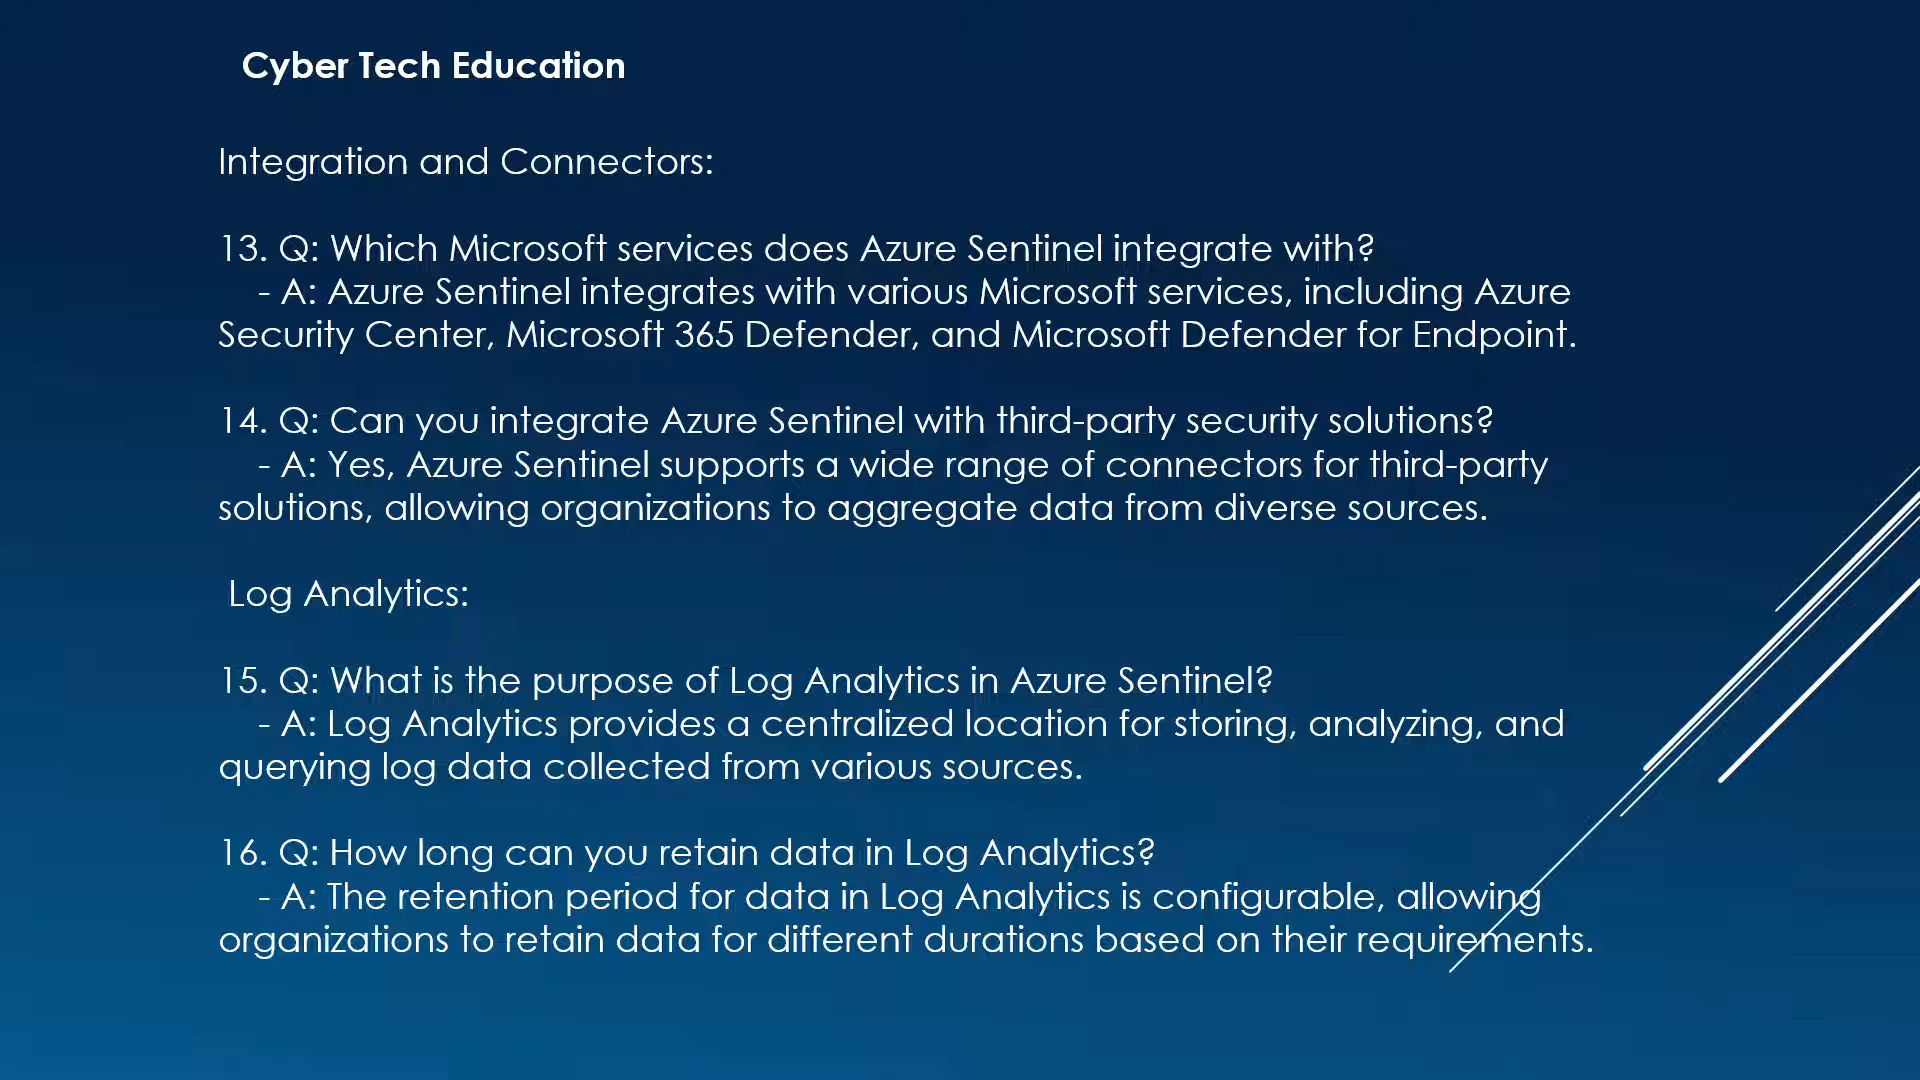 Cyber Tech Education
Integration and Connectors:
13. Q: Which Microsoft services does Azure Sentinel integrate with?
- A: Azure Sentinel integrates with various Microsoft services, including Azure
Security Center, Microsoft 365 Defender, and Microsoft Defender for Endpoint.
14. Q: Can you integrate Azure Sentinel with third-party security solutions?
- A: Yes, Azure Sentinel supports a wide range of connectors for third-party
solutions, allowing organizations to aggregate data from diverse sources.
Log Analytics:
15. Q: What is the purpose of Log Analytics in Azure Sentinel?
- A: Log Analytics provides a centralized location for storing, analyzing, and
querying log data collected from various sources.
16. Q: How long can you retain data in Log Analytics?
- A: The retention period for data in Log Analytics is configurable, allowing
organizations to retain data for different durations based on their requirements.